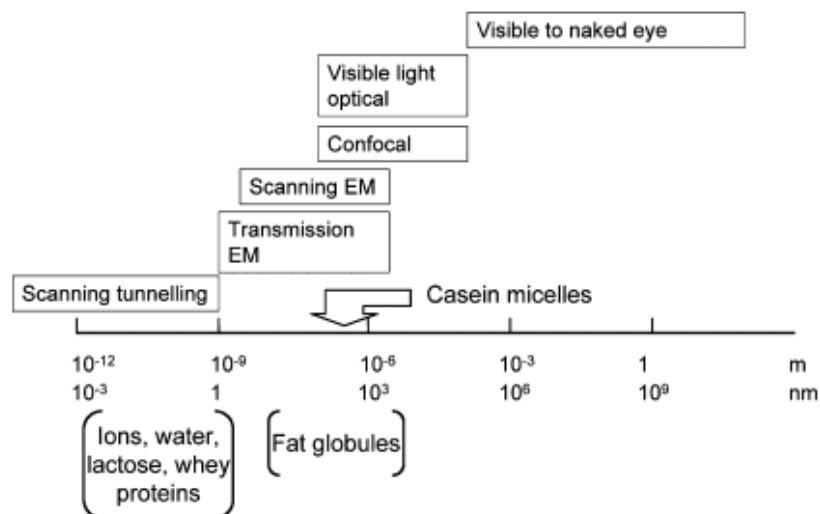 Visible to naked eye
Visible light
optical
Confocal
Scanning EM
Transmission
EM
Scanning tunnelling
Casein micelles
10⁻¹² 10⁻⁹ 10⁻⁶ 10⁻³ 1 m
10⁻³ 1 10³ 10⁶ 10⁹ nm
Ions, water,
lactose, whey
proteins
Fat globules